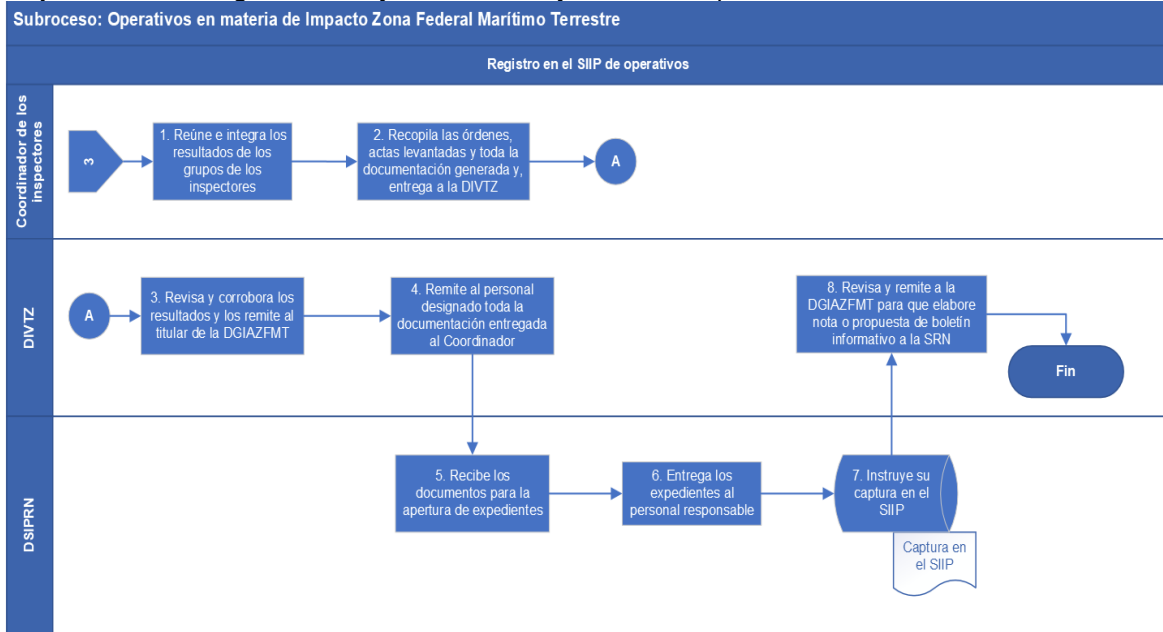 Subroceso: Operativos en materia de Impacto Zona Federal Marítimo Terrestre
Registro en el SIIP de operativos
Coordinador de los
inspectores
3
1. Reúne e integra los
resultados de los
grupos de los
inspectores
2. Recopila las órdenes,
actas levantadas y toda la
documentación generada y,
entrega a la DIVTZ
A
DIVTZ
A
3. Revisa y corrobora los
resultados y los remite al
titular de la DGIAZFMT
4. Remite al personal
designado toda la
documentación entregada
al Coordinador
8. Revisa y remite a la
DGIAZFMT para que elabore
nota o propuesta de boletín
informativo a la SRN
Fin
DSIPRN
5. Recibe los
documentos para la
apertura de expedientes
6. Entrega los
expedientes al
personal responsable
7. Instruye su
captura en el
SIIP
Captura en
el SIIP